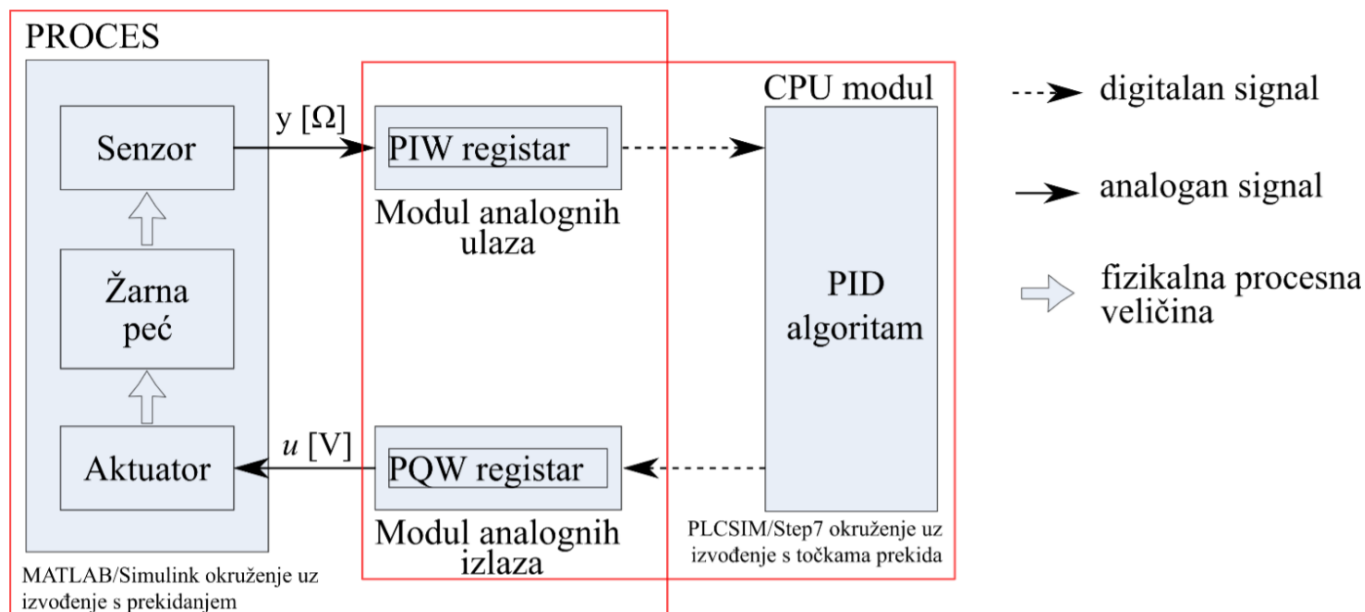 PROCES
Senzor
Žarna
peć
Aktuator
MATLAB/Simulink okruženje uz
izvođenje s prekidanjem
y [Ω]
u [V]
PIW registar
Modul analognih
ulaza
PQW registar
Modul analognih
izlaza
CPU modul
PID
algoritam
PLCSIM/Step7 okruženje uz
izvođenje s točkama prekida
digitalan signal
analogan signal
fizikalna procesna
veličina